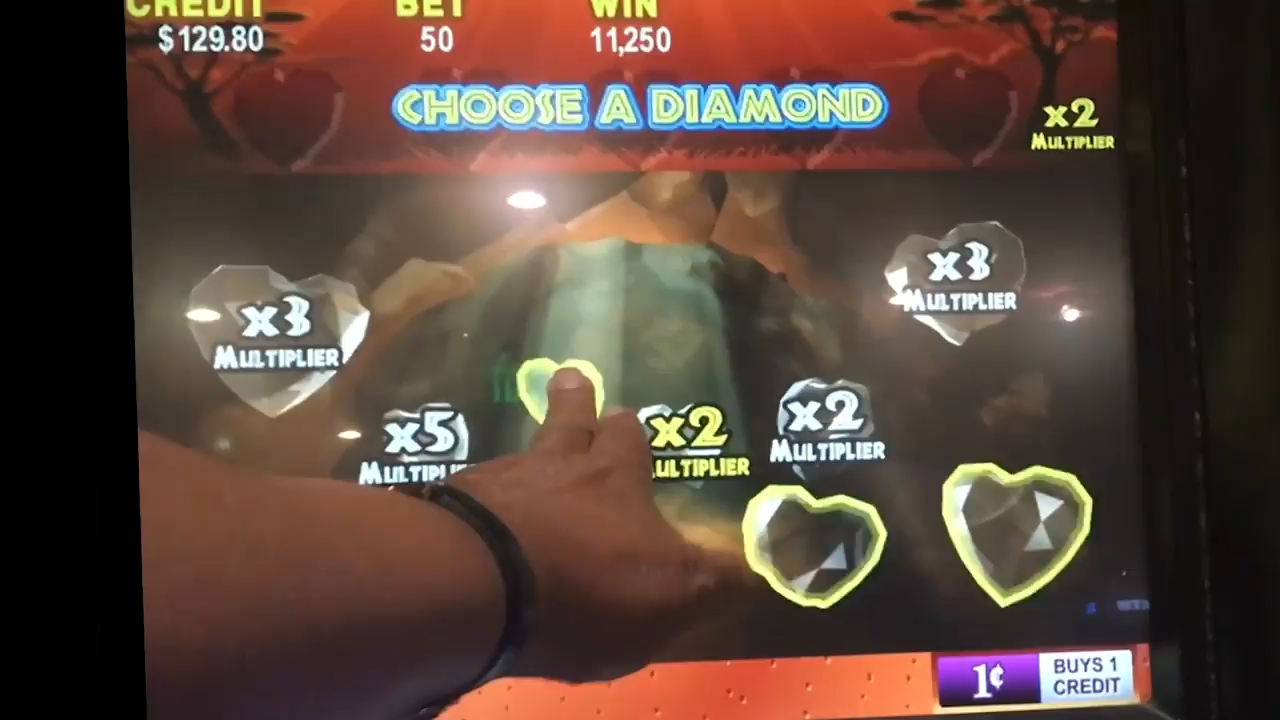 CREDIT
BET
WIN
$129.80
50
11,250
CHOOSE A DIAMOND
x2
MULTIPLIER
x3
MULTIPLIER
x3
MULTIPLIER
x5
x2
MULTIPLIER
x2
MULTIPLIER
1¢
BUYS 1
CREDIT